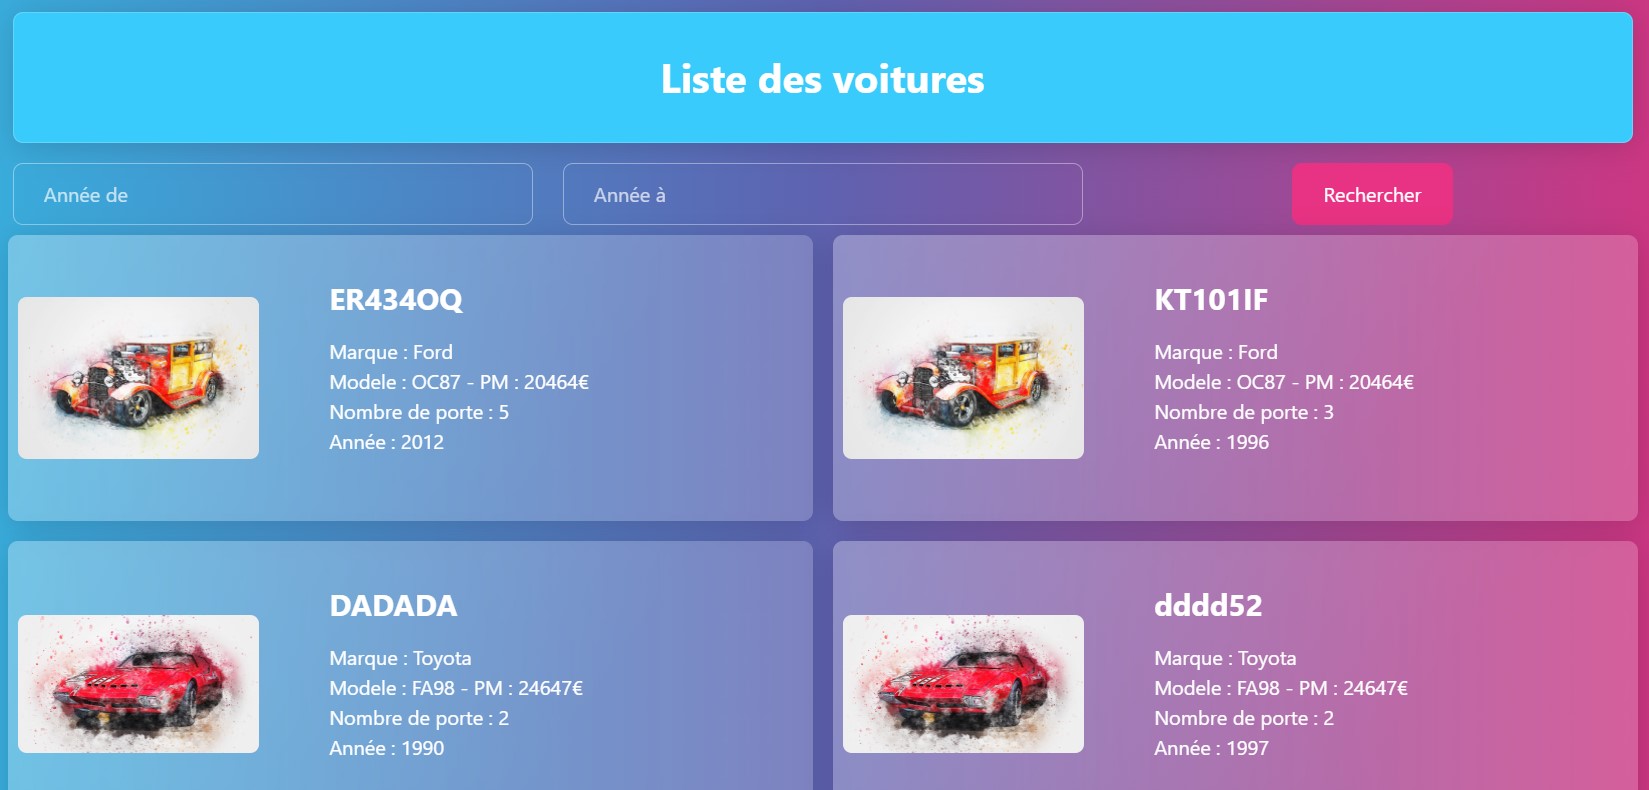 Liste des voitures
Année de
Année à
Rechercher
ER434OQ
Marque : Ford
Modele : OC87 - PM : 20464€
Nombre de porte : 5
Année : 2012
KT101IF
Marque : Ford
Modele : OC87 - PM : 20464€
Nombre de porte : 3
Année : 1996
DADADA
Marque : Toyota
Modele : FA98 - PM : 24647€
Nombre de porte : 2
Année : 1990
dddd52
Marque : Toyota
Modele : FA98 - PM : 24647€
Nombre de porte : 2
Année : 1997